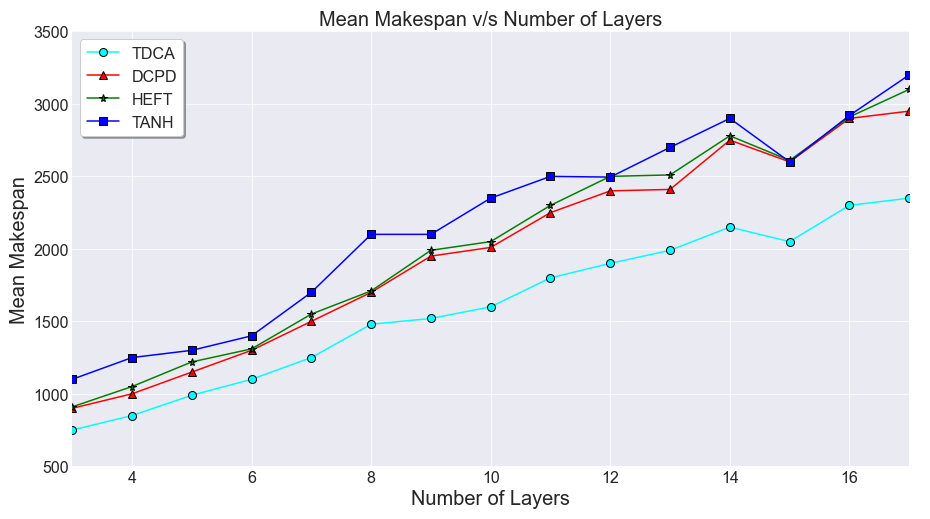 Mean Makespan v/s Number of Layers
3500
3000
2500
2000
1500
1000
500
Mean Makespan
TDCA
DCPD
HEFT
TANH
4 6 8 10 12 14 16
Number of Layers